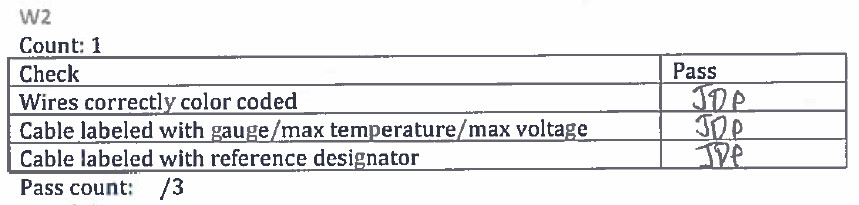 W2
Count: 1
Check Pass
Wires correctly color coded JDP
Cable labeled with gauge/max temperature/max voltage JDP
Cable labeled with reference designator JDP
Pass count: /3